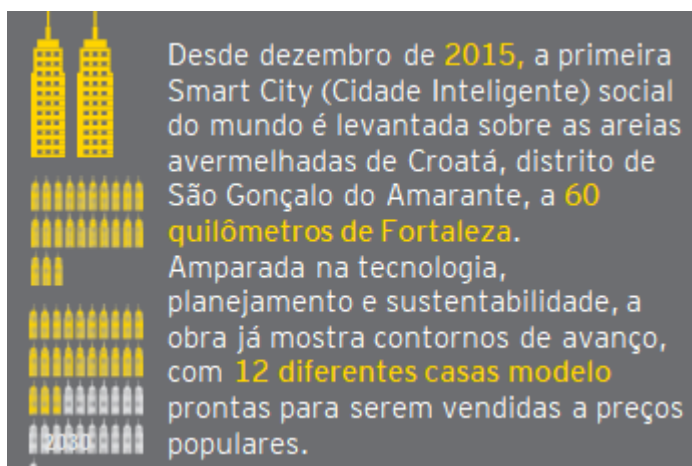 Desde dezembro de 2015, a primeira
Smart City (Cidade Inteligente) social
do mundo é levantada sobre as areias
avermelhadas de Croatá, distrito de
São Gonçalo do Amarante, a 60
quilômetros de Fortaleza.
Amparada na tecnologia,
planejamento e sustentabilidade, a
obra já mostra contornos de avanço,
com 12 diferentes casas modelo
prontas para serem vendidas a preços
populares.
2030